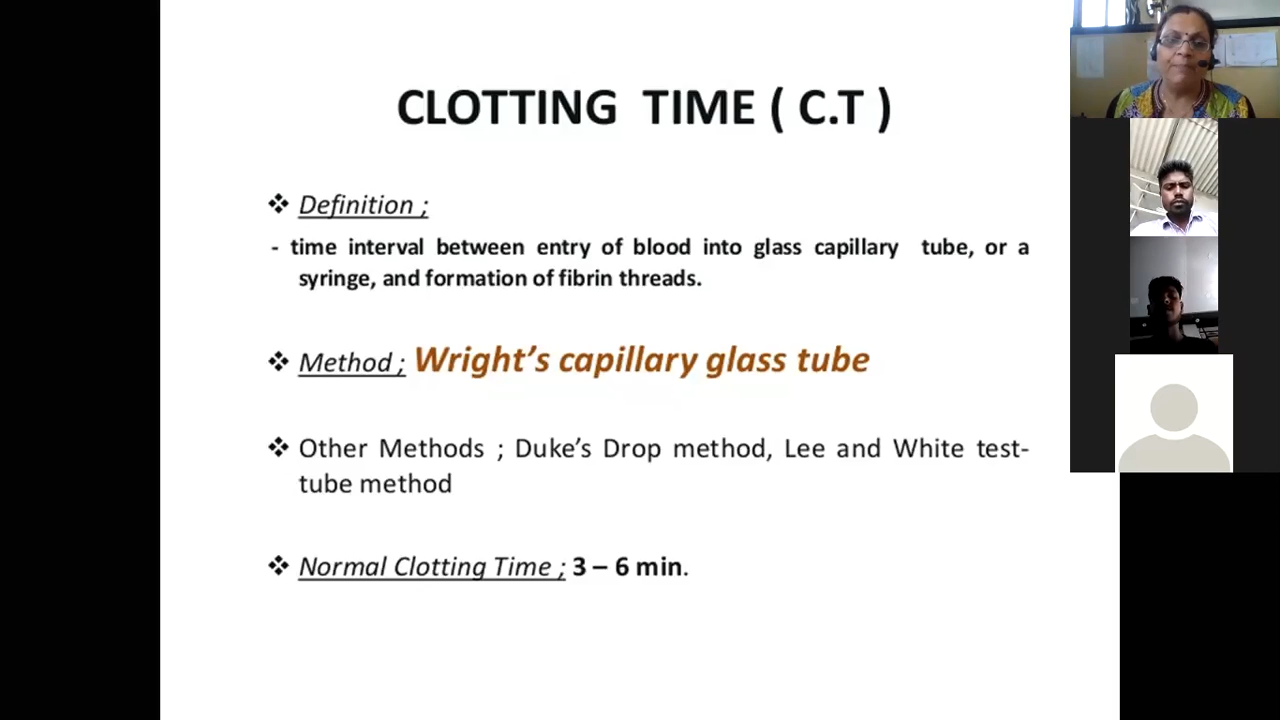 CLOTTING TIME ( C.T )
❖ Definition ;
- time interval between entry of blood into glass capillary tube, or a
syringe, and formation of fibrin threads.
❖ Method ; Wright’s capillary glass tube
❖ Other Methods ; Duke’s Drop method, Lee and White test-
tube method
❖ Normal Clotting Time ; 3 – 6 min.